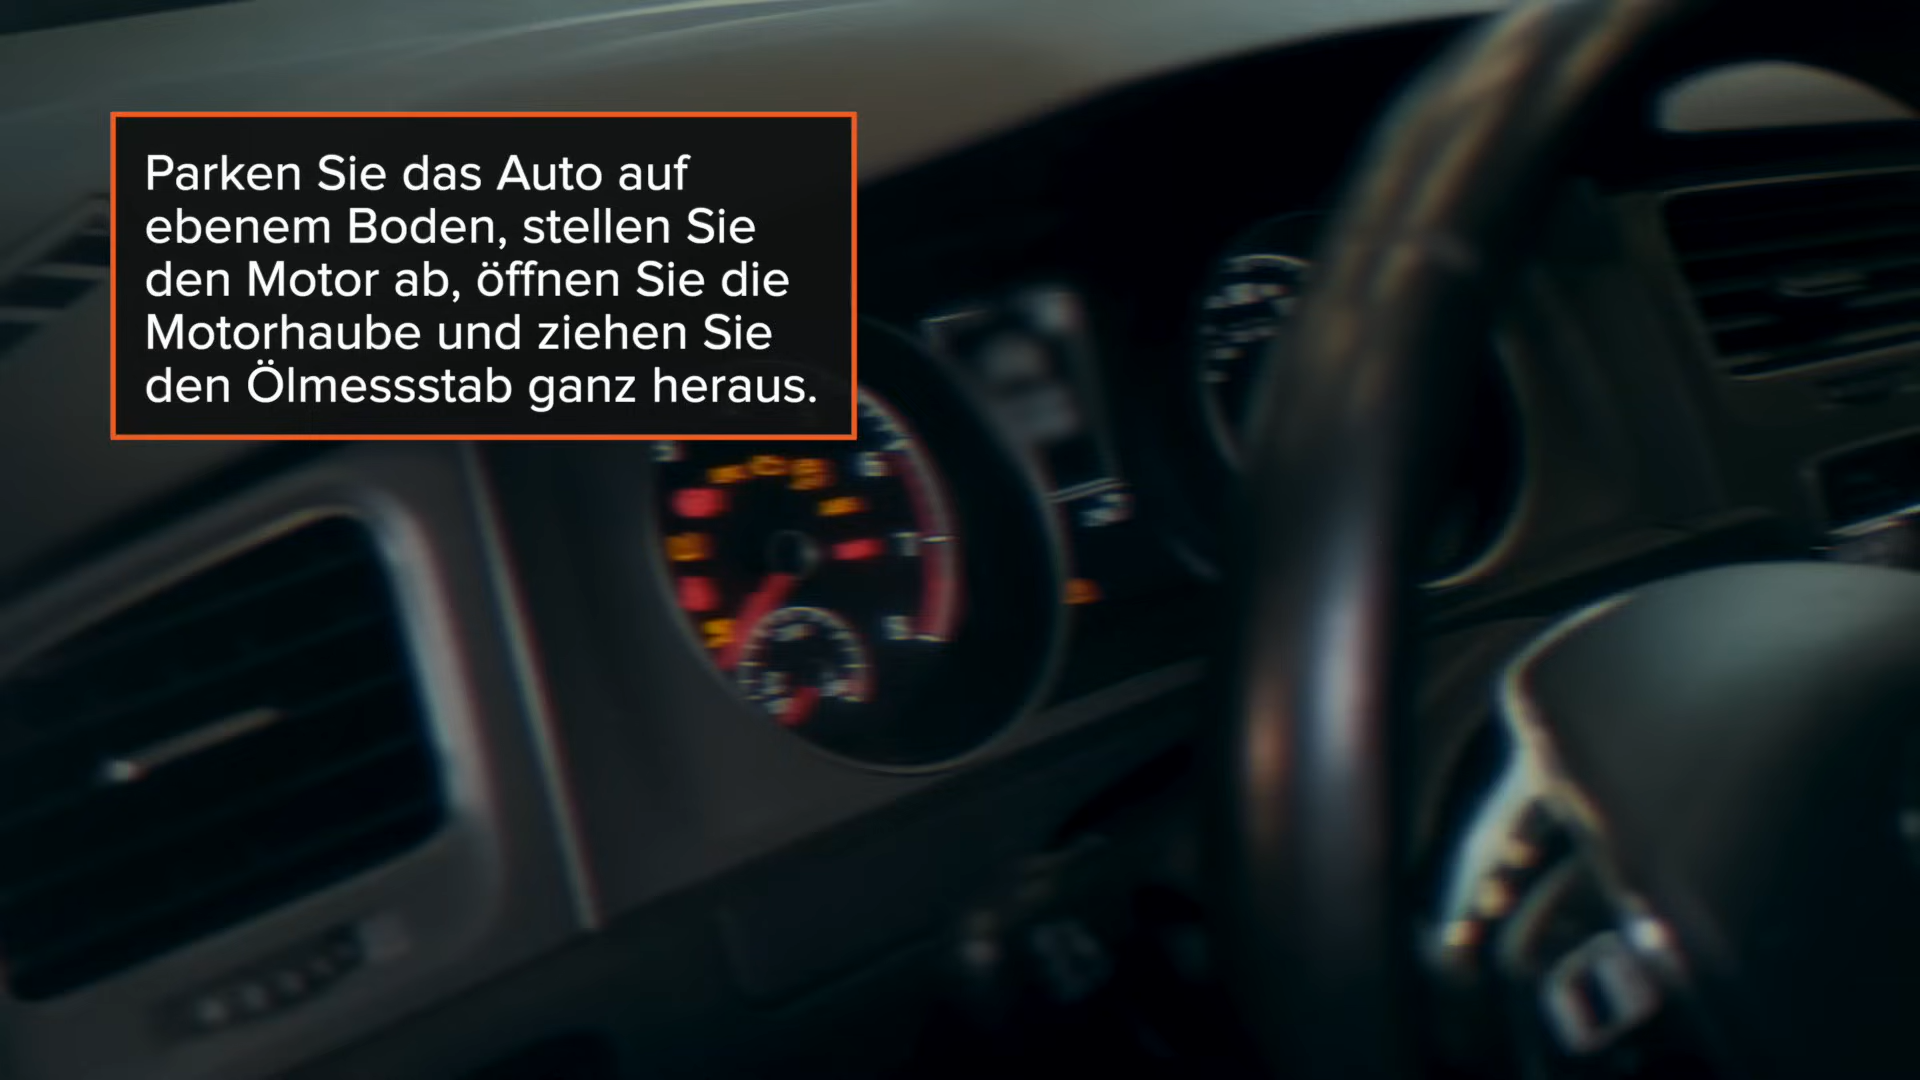 Parken Sie das Auto auf
ebenem Boden, stellen Sie
den Motor ab, öffnen Sie die
Motorhaube und ziehen Sie
den Ölmessstab ganz heraus.